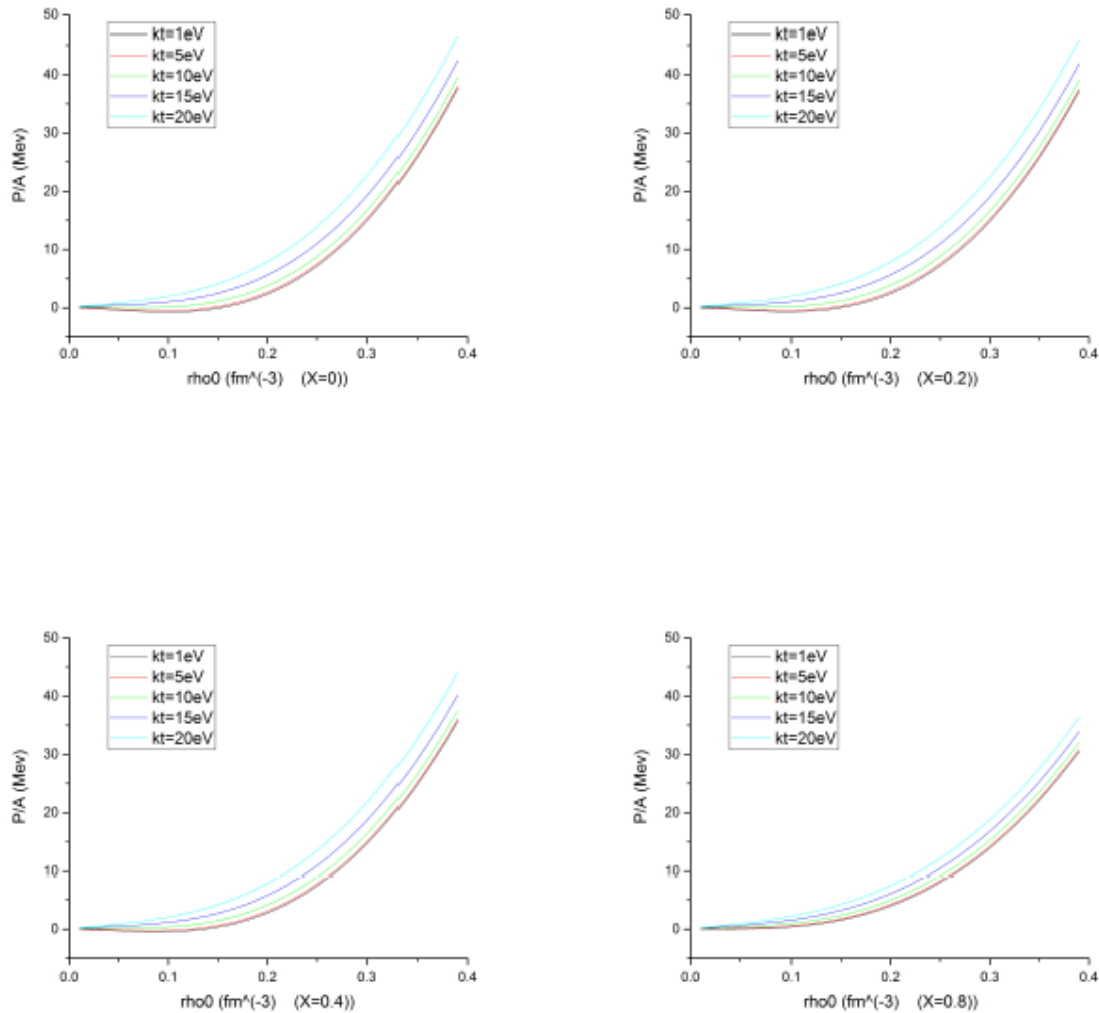 50
40
30
20
10
0
P/A (Mev)
kt=1eV
kt=5eV
kt=10eV
kt=15eV
kt=20eV
0.0 0.1 0.2 0.3 0.4
rho0 (fm^(-3) (X=0))
50
40
30
20
10
0
P/A (Mev)
kt=1eV
kt=5eV
kt=10eV
kt=15eV
kt=20eV
0.0 0.1 0.2 0.3 0.4
rho0 (fm^(-3) (X=0.2))
50
40
30
20
10
0
P/A (Mev)
kt=1eV
kt=5eV
kt=10eV
kt=15eV
kt=20eV
0.0 0.1 0.2 0.3 0.4
rho0 (fm^(-3) (X=0.4))
50
40
30
20
10
0
P/A (Mev)
kt=1eV
kt=5eV
kt=10eV
kt=15eV
kt=20eV
0.0 0.1 0.2 0.3 0.4
rho0 (fm^(-3) (X=0.8))